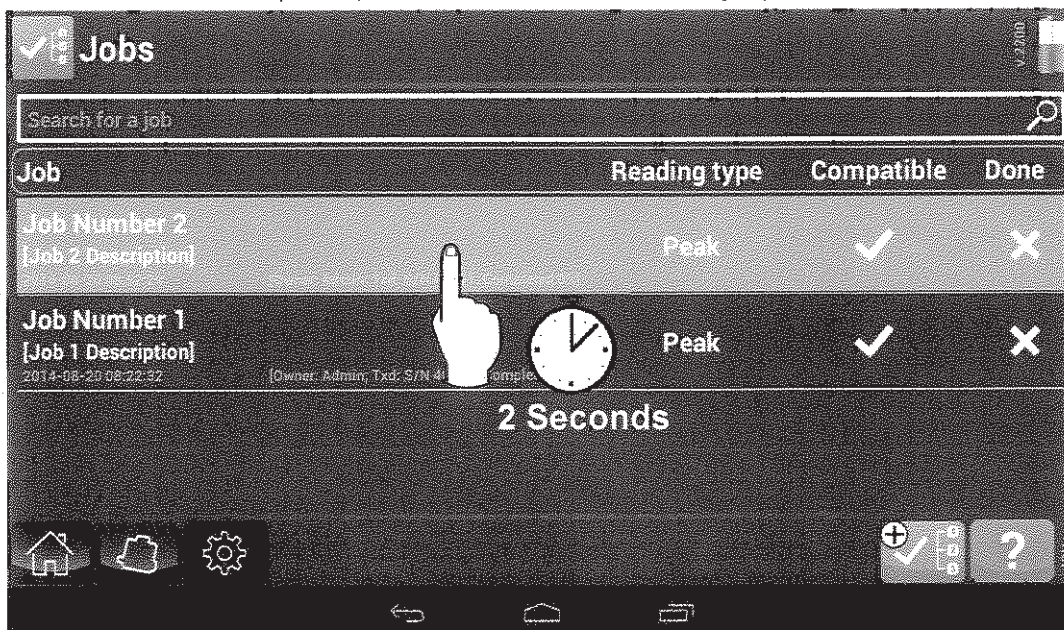 Jobs
v.2700
Search for a job
Job Reading type Compatible Done
Job Number 2
[Job 2 Description]
Peak
Job Number 1
[Job 1 Description]
Peak
2014-08-20 08:22:32 [Owner: Admin, Txd: S/N
2 Seconds
?